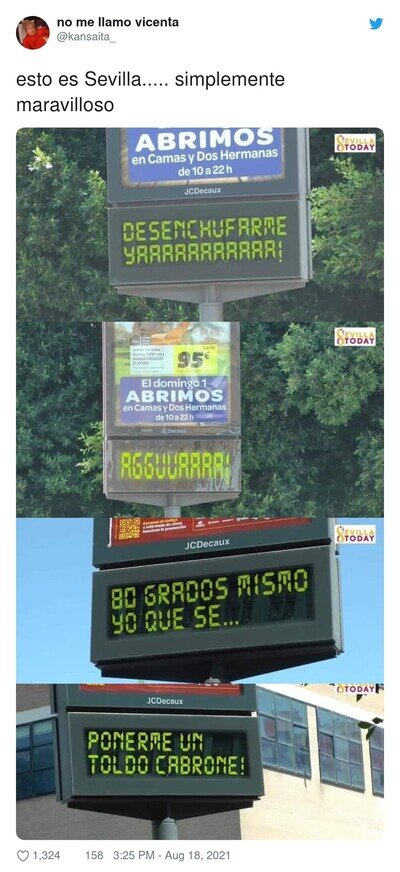 no me llamo vicenta
@kansaita_
esto es Sevilla..... simplemente
maravilloso
SEVILLA
TODAY
ABRIMOS
en Camas y Dos Hermanas
de 10 a 22 h
JCDecaux
DESENCHUFARME
YAAAAAAAAAAA!
SEVILLA
TODAY
95€
El domingo 1
ABRIMOS
en Camas y Dos Hermanas
de 10 a 22 h
JCDecaux
AGGUUAAAA!
SEVILLA
TODAY
JCDecaux
80 GRADOS MISMO
YO QUE SE...
TODAY
JCDecaux
PONERME UN
TOLDO CABRONE!
1,324 158 3:25 PM - Aug 18, 2021